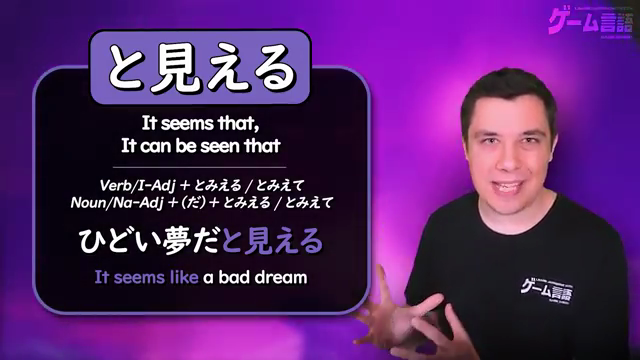 と見える
It seems that,
It can be seen that
Verb/I-Adj + とみえる / とみえて
Noun/Na-Adj + (だ) + とみえる / とみえて
ひどい夢だと見える
It seems like a bad dream
ゲーム言語
ゲーム言語